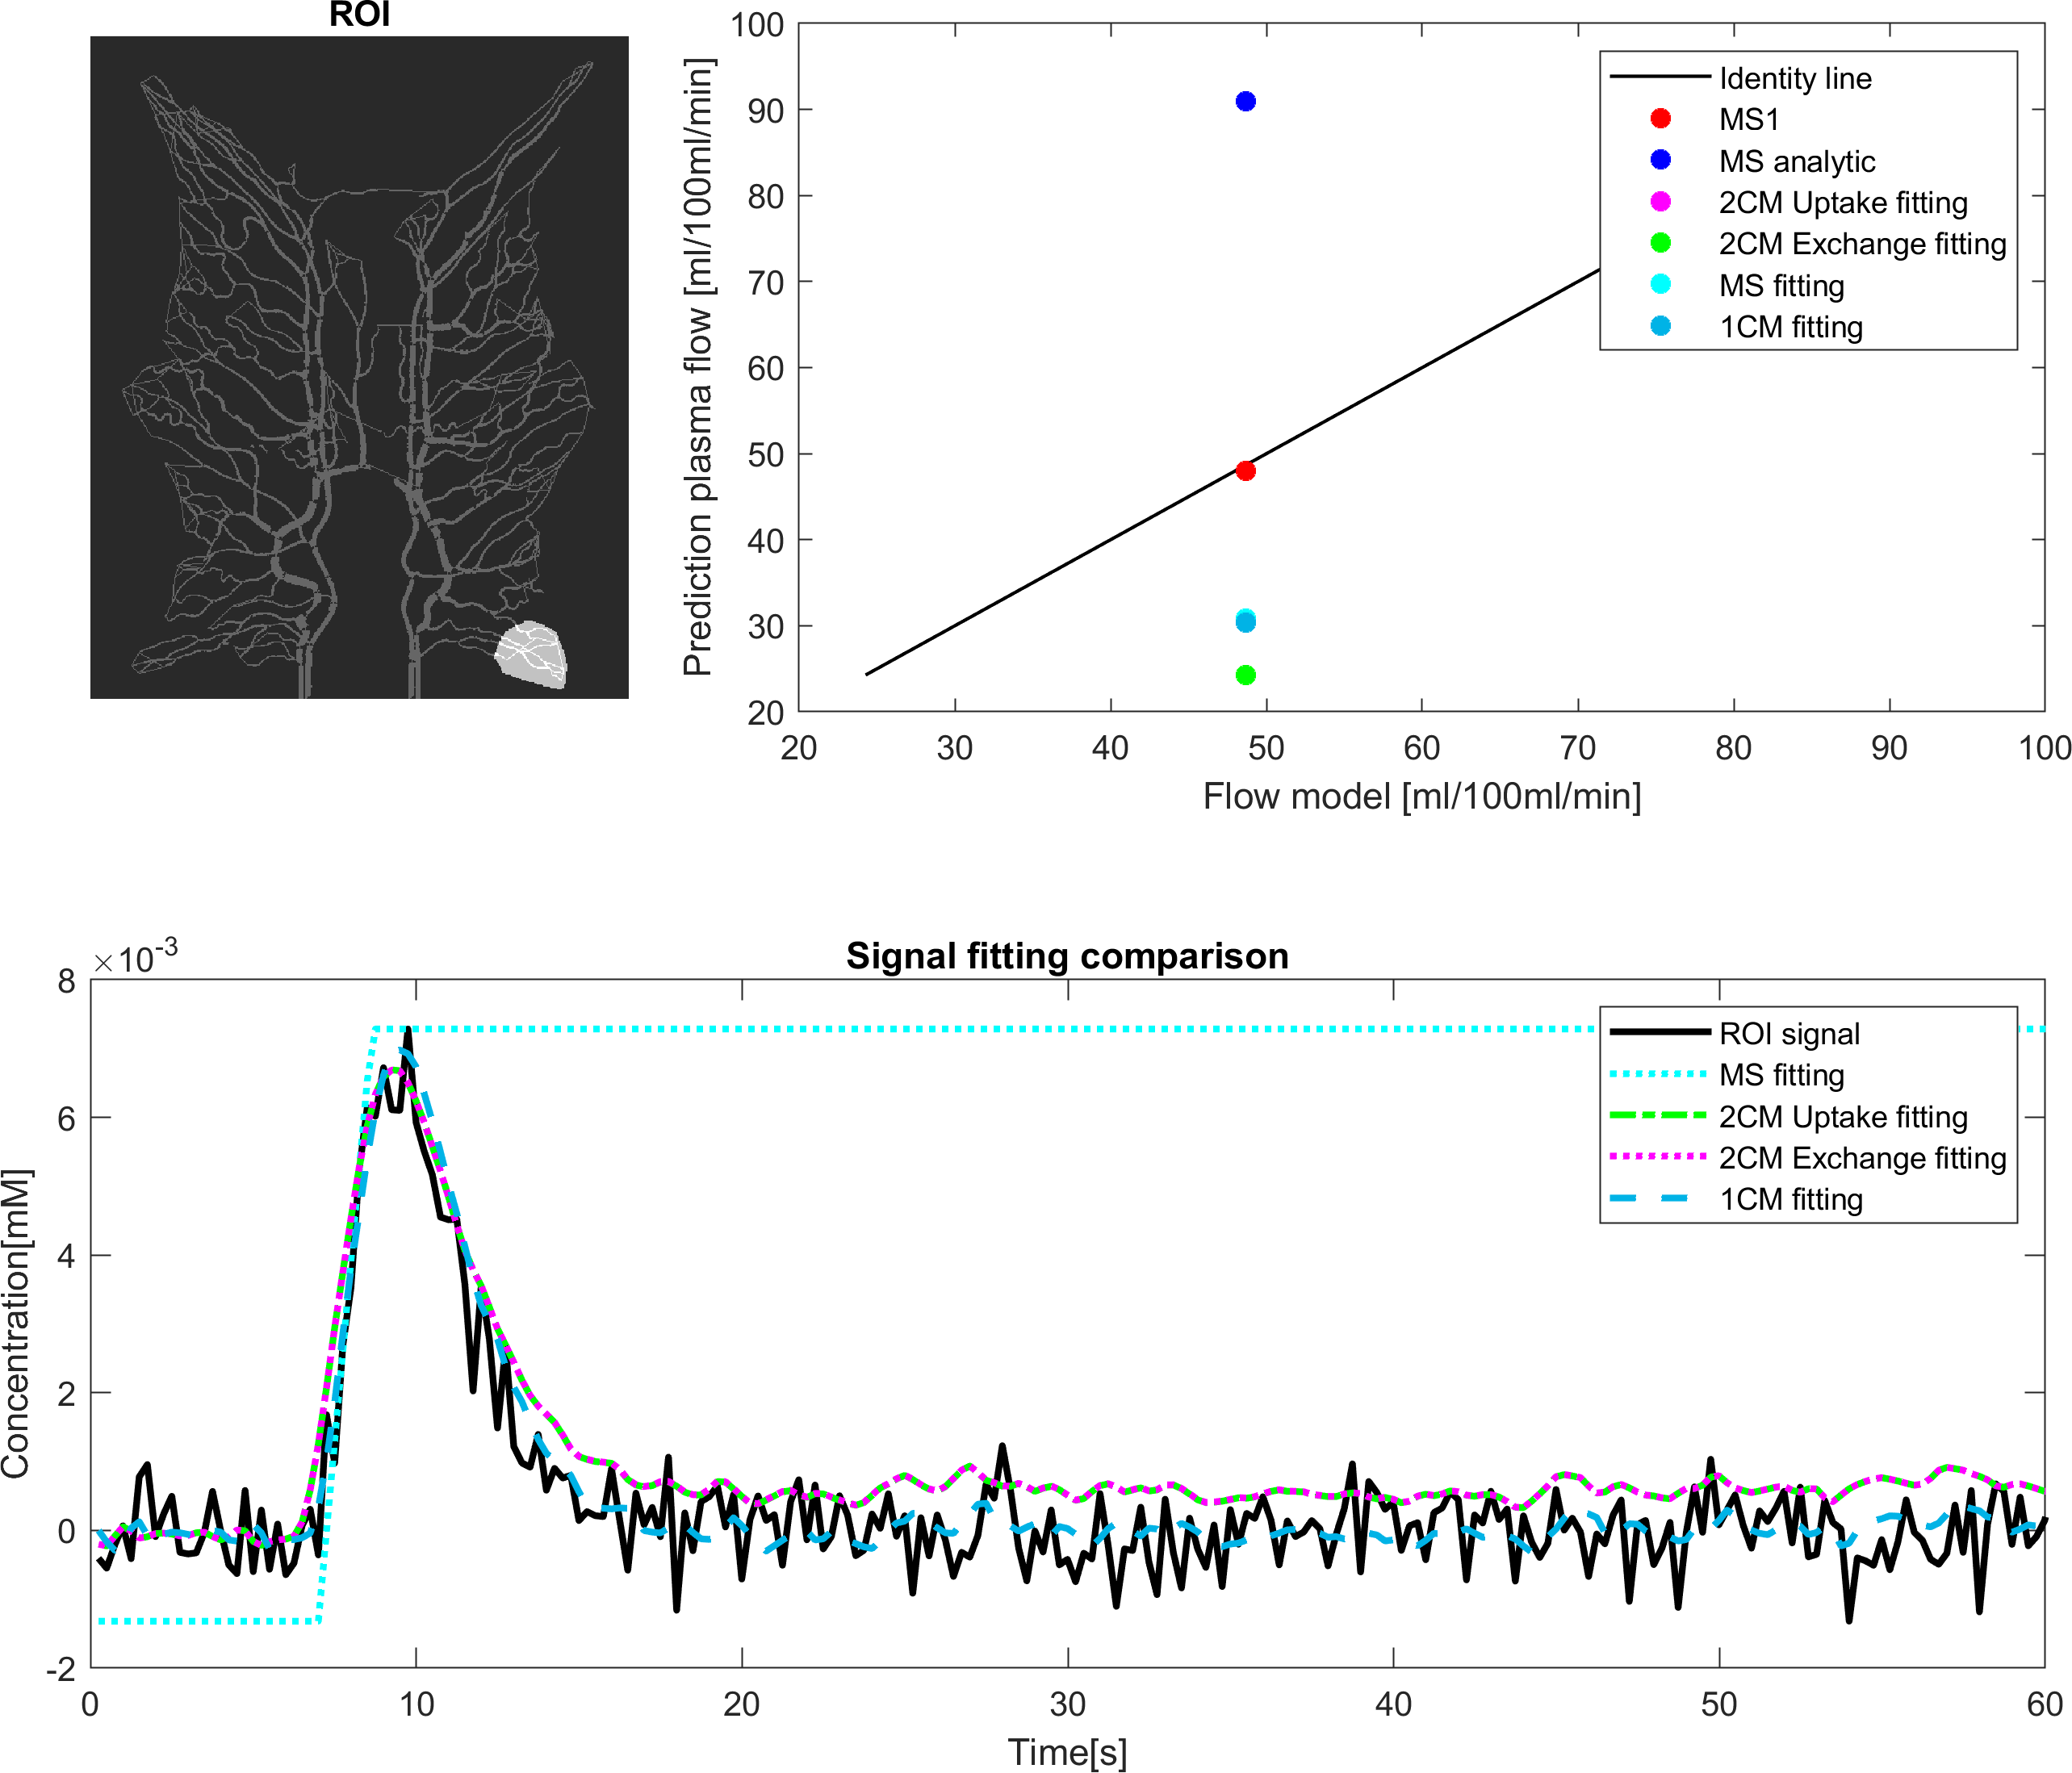 ROI
Prediction plasma flow [ml/100ml/min]
100
90
80
70
60
50
40
30
20
20 30 40 50 60 70 80 90 100
Flow model [ml/100ml/min]
Identity line
MS1
MS analytic
2CM Uptake fitting
2CM Exchange fitting
MS fitting
1CM fitting
Signal fitting comparison
×10-3
Concentration[mM]
8
6
4
2
0
-2
0 10 20 30 40 50 60
Time[s]
ROI signal
MS fitting
2CM Uptake fitting
2CM Exchange fitting
1CM fitting